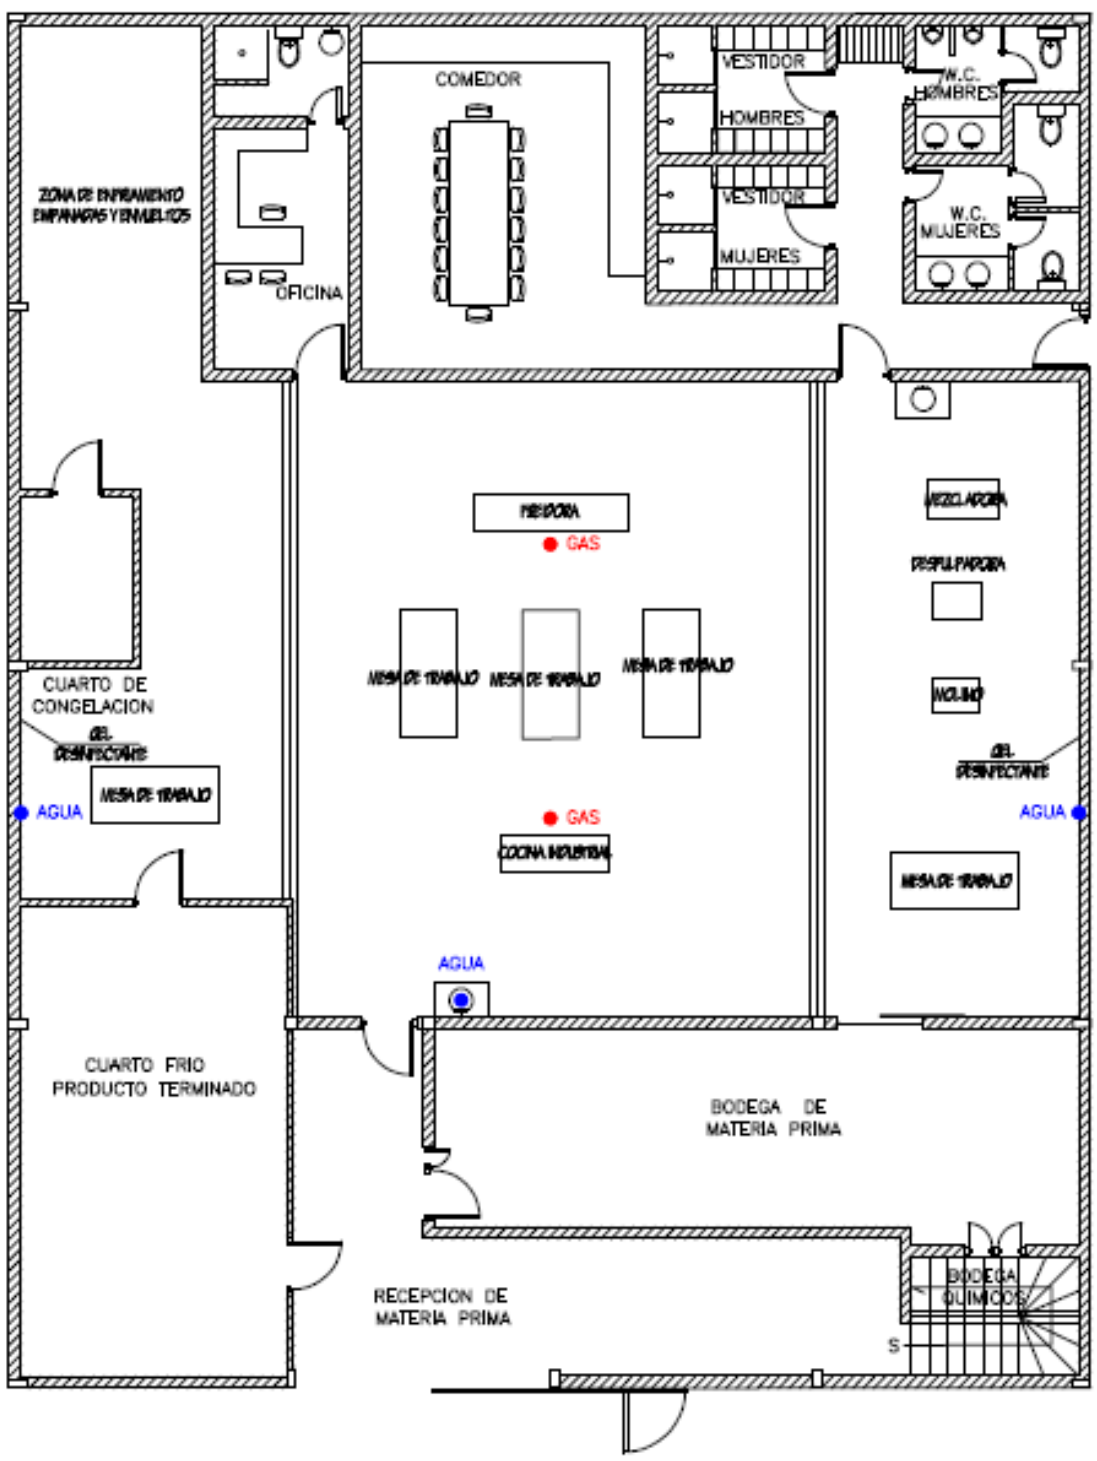 COMEDOR
VESTIDOR
HOMBRES
W.C.
HOMBRES
ZONA DE ENFRIAMIENTO
EMPANADAS Y ENVUELTOS
VESTIDOR
MUJERES
W.C.
MUJERES
OFICINA
FREIDORA
GAS
MEZCLADORA
DESPULPADORA
MESA DE TRABAJO
MESA DE TRABAJO
MESA DE TRABAJO
MOLINO
CUARTO DE
CONGELACION
GEL
DESINFECTANTE
MESA DE TRABAJO
AGUA
GAS
COCINA INDUSTRIAL
GEL
DESINFECTANTE
AGUA
MESA DE TRABAJO
AGUA
CUARTO FRIO
PRODUCTO TERMINADO
BODEGA DE
MATERIA PRIMA
RECEPCION DE
MATERIA PRIMA
BODEGA
QUIMICOS
S